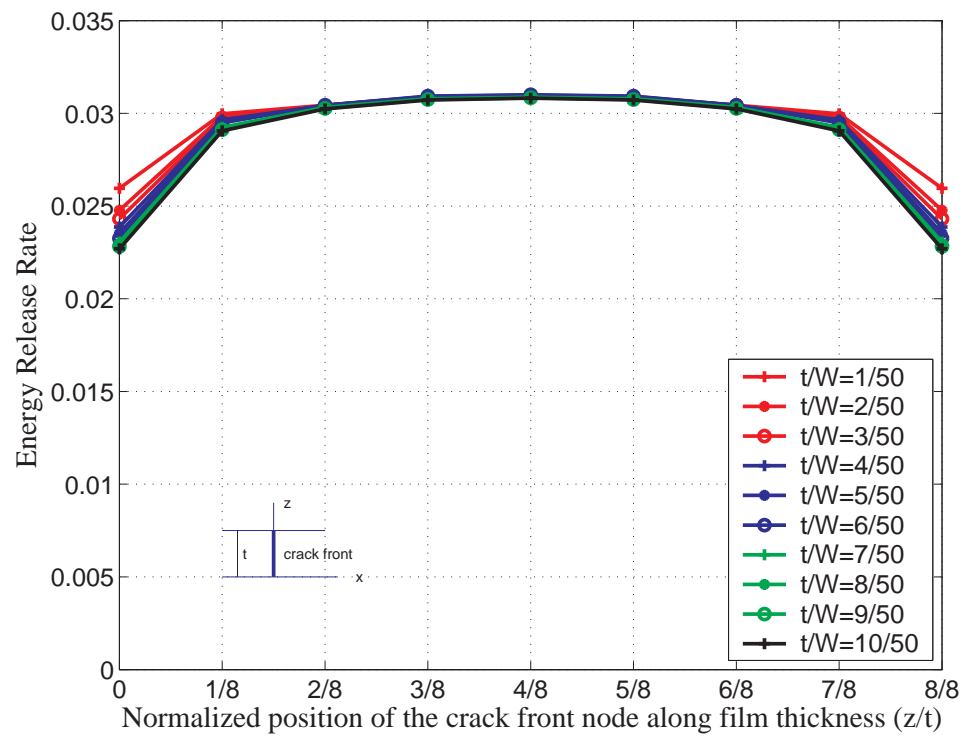 0.035
0.03
0.025
0.02
0.015
0.01
0.005
0
Energy Release Rate
z
t
crack front
x
t/W=1/50
t/W=2/50
t/W=3/50
t/W=4/50
t/W=5/50
t/W=6/50
t/W=7/50
t/W=8/50
t/W=9/50
t/W=10/50
0 1/8 2/8 3/8 4/8 5/8 6/8 7/8 8/8
Normalized position of the crack front node along film thickness (z/t)